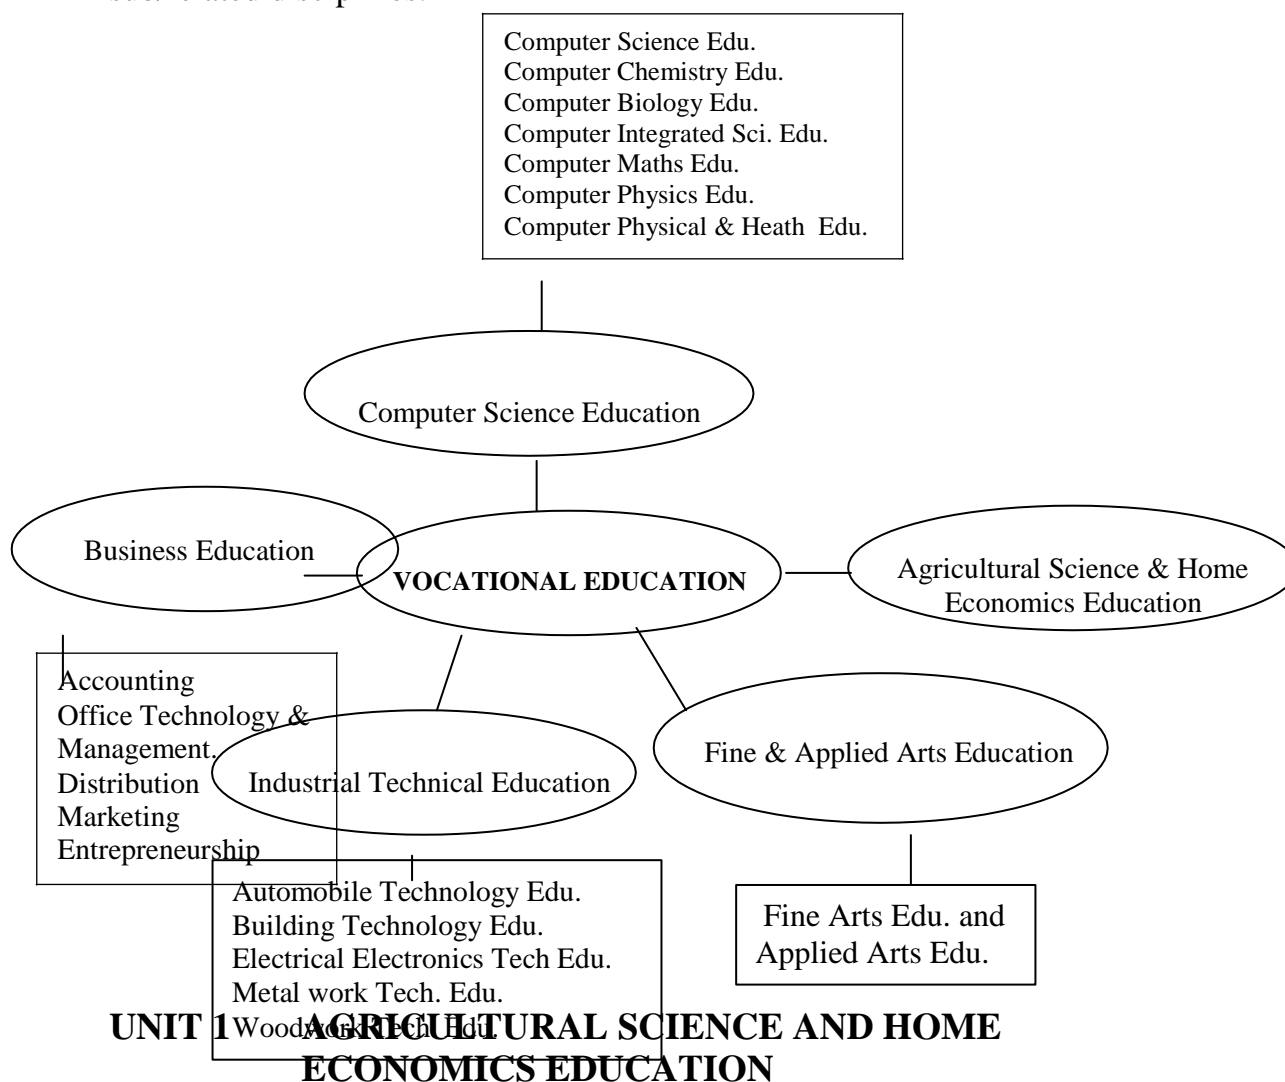 Computer Science Edu.
Computer Chemistry Edu.
Computer Biology Edu.
Computer Integrated Sci. Edu.
Computer Maths Edu.
Computer Physics Edu.
Computer Physical & Heath Edu.
Computer Science Education
Business Education
VOCATIONAL EDUCATION
Agricultural Science & Home
Economics Education
Accounting
Office Technology &
Management.
Distribution
Marketing
Entrepreneurship
Industrial Technical Education
Fine & Applied Arts Education
Automobile Technology Edu.
Building Technology Edu.
Electrical Electronics Tech Edu.
Metal work Tech. Edu.
Woodwork Tech. Edu.
Fine Arts Edu. and
Applied Arts Edu.
UNIT 1 AGRICULTURAL SCIENCE AND HOME
ECONOMICS EDUCATION